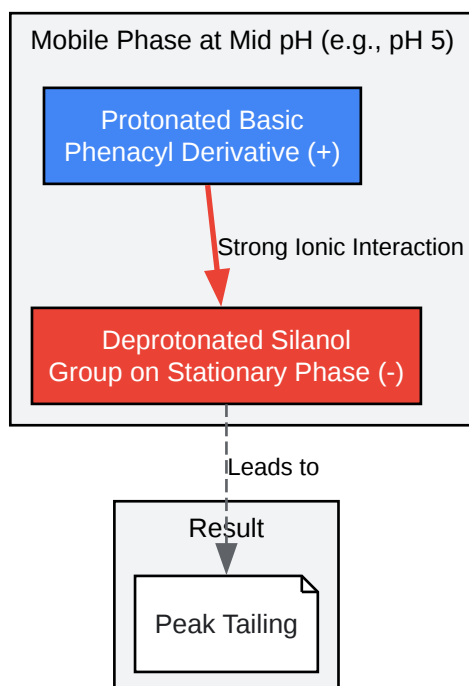 Mobile Phase at Mid pH (e.g., pH 5)
Protonated Basic
Phenacyl Derivative (+)
Strong Ionic Interaction
Deprotonated Silanol
Group on Stationary Phase (-)
Leads to
Result
Peak Tailing